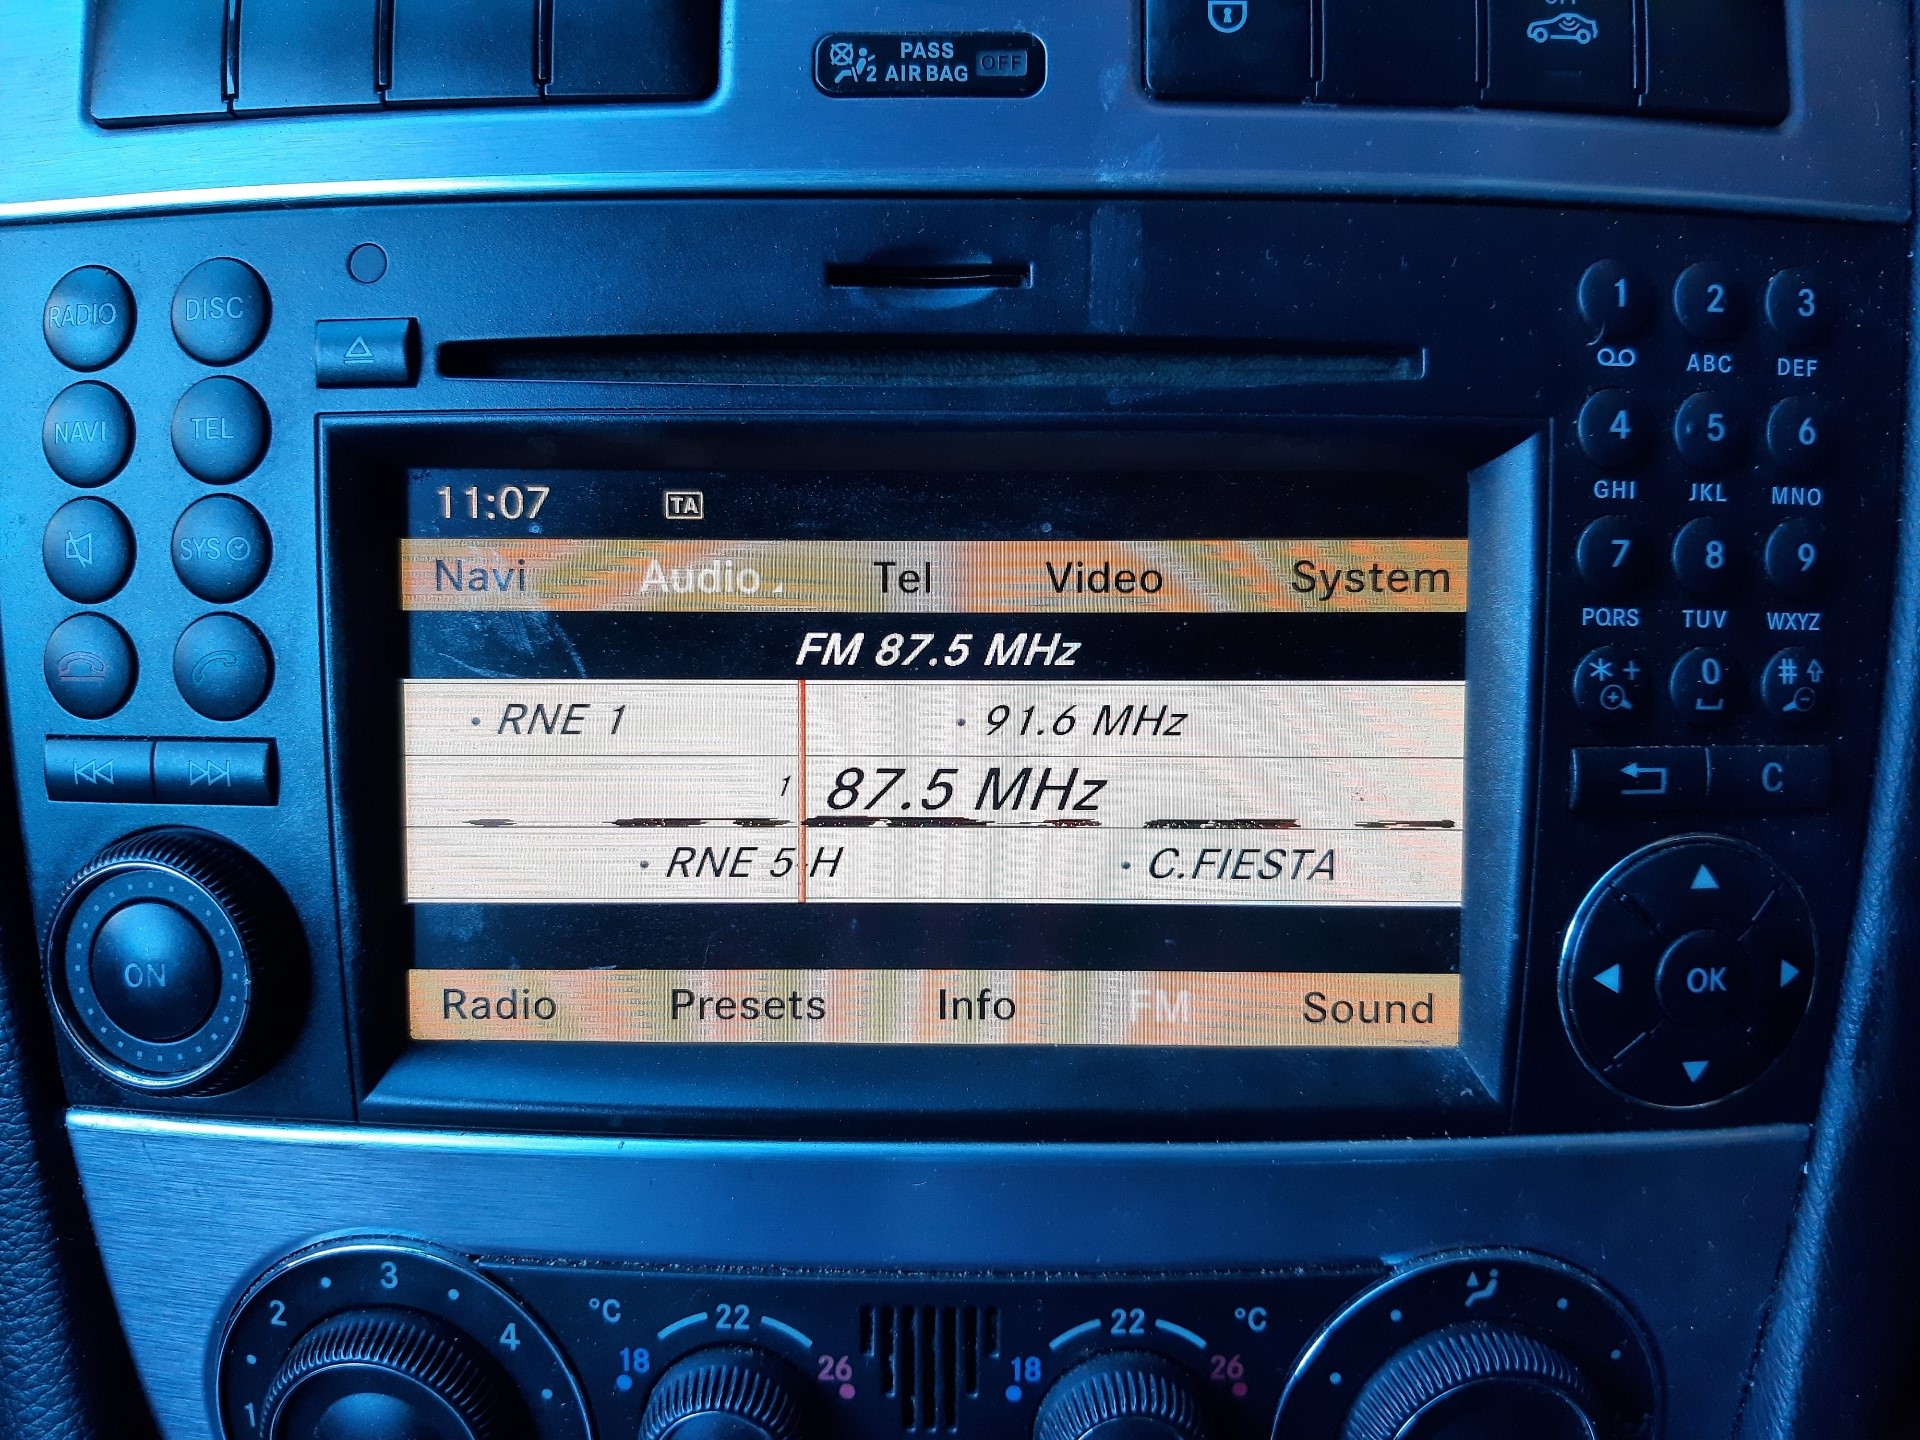 OFF
PASS
2 AIR BAG OFF
RADIO DISC
1 2 3
ABC DEF
NAVI TEL
4 5 6
GHI JKL MNO
SYS
7 8 9
PQRS TUV WXYZ
* + 0 #
C
OK
ON
11:07 TA
Navi Audio Tel Video System
FM 87.5 MHz
· RNE 1 · 91.6 MHz
1 87.5 MHz
· RNE 5-H · C.FIESTA
Radio Presets Info FM Sound
1 2 3 4
°C 18 22 26
18 22 26 °C